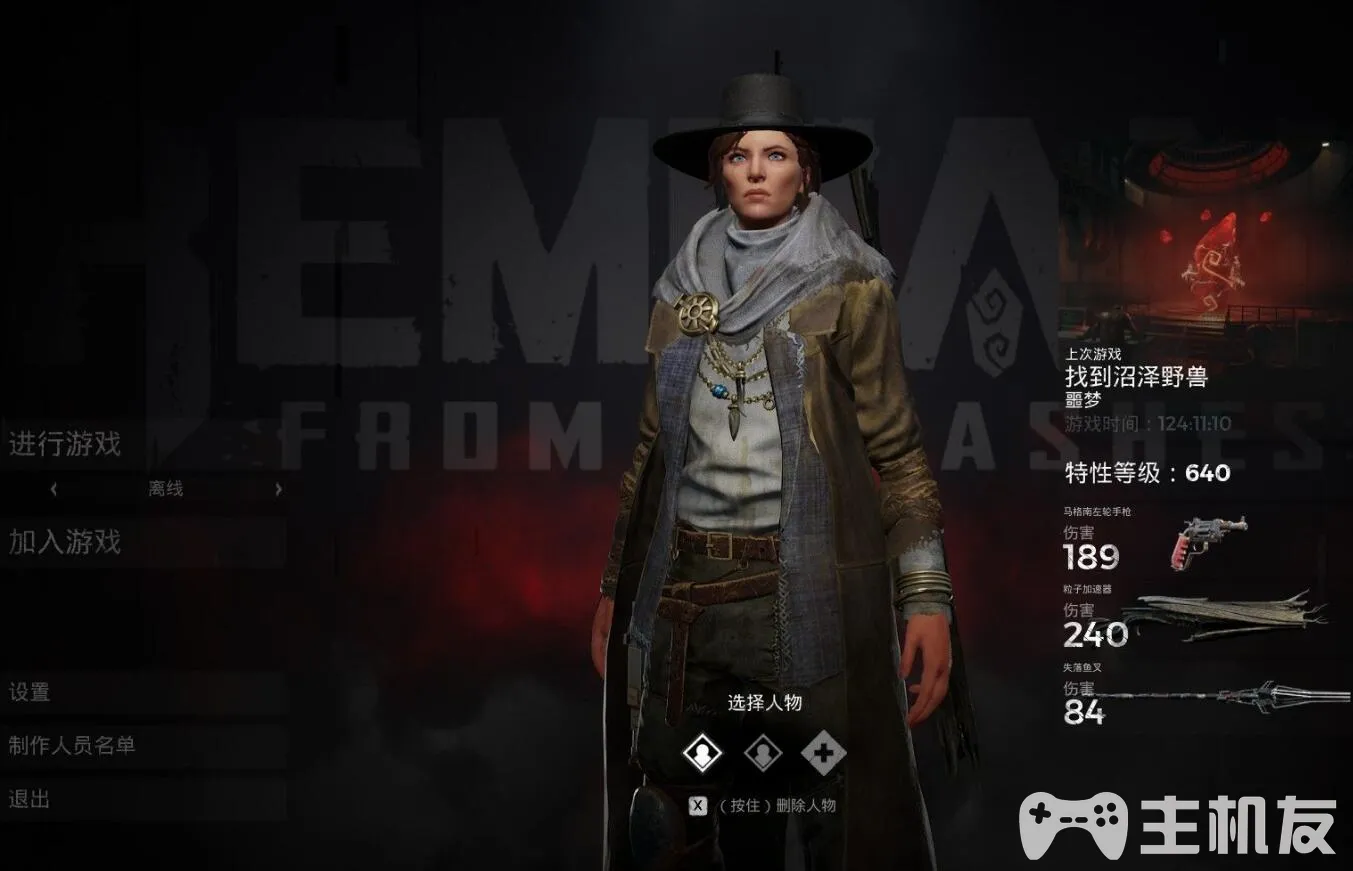 REMNANT
FROM ASHES
进行游戏
离线
加入游戏
设置
制作人员名单
退出
上次游戏
找到沼泽野兽
噩梦
游戏时间：124:11:10
特性等级：640
马格南左轮手枪
伤害
189
粒子加速器
伤害
240
失落鱼叉
伤害
84
选择人物
X（按住）删除人物
主机友